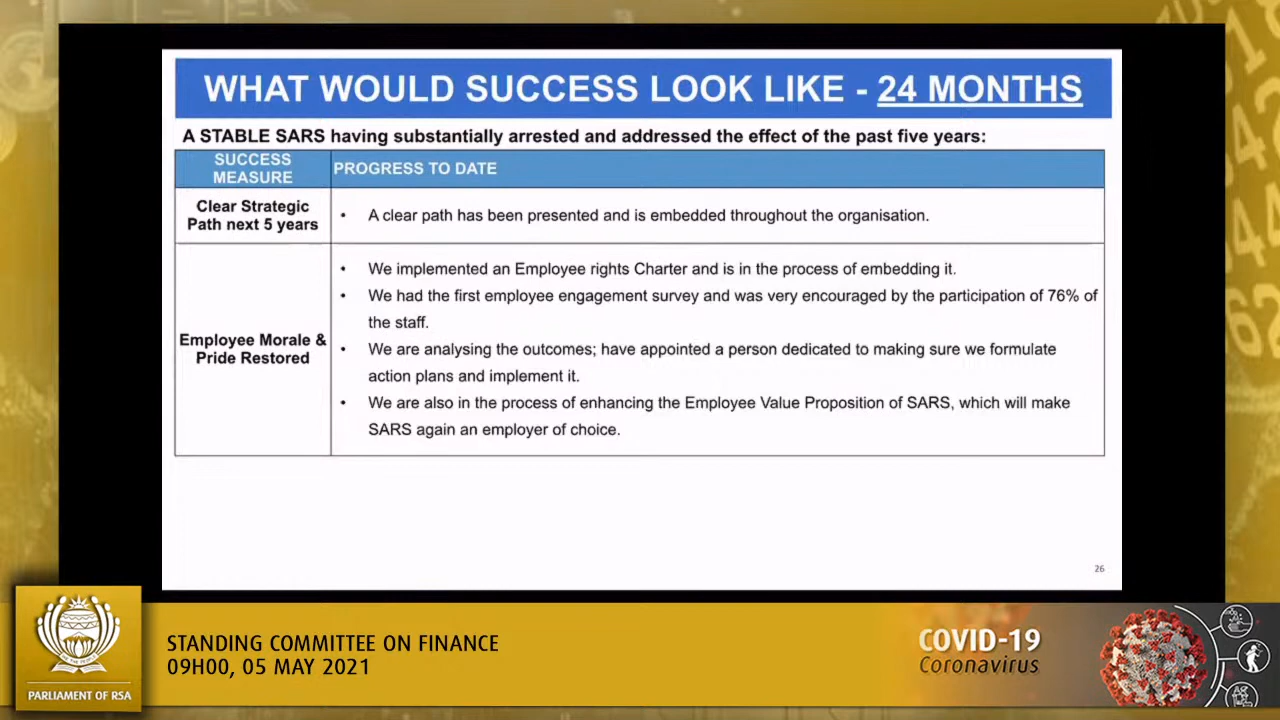 WHAT WOULD SUCCESS LOOK LIKE - 24 MONTHS
A STABLE SARS having substantially arrested and addressed the effect of the past five years:
SUCCESS
MEASURE
PROGRESS TO DATE
Clear Strategic
Path next 5 years
• A clear path has been presented and is embedded throughout the organisation.
Employee Morale &
Pride Restored
• We implemented an Employee rights Charter and is in the process of embedding it.
• We had the first employee engagement survey and was very encouraged by the participation of 76% of
the staff.
• We are analysing the outcomes; have appointed a person dedicated to making sure we formulate
action plans and implement it.
• We are also in the process of enhancing the Employee Value Proposition of SARS, which will make
SARS again an employer of choice.
26
PARLIAMENT OF RSA
STANDING COMMITTEE ON FINANCE
09H00, 05 MAY 2021
COVID-19
Coronavirus